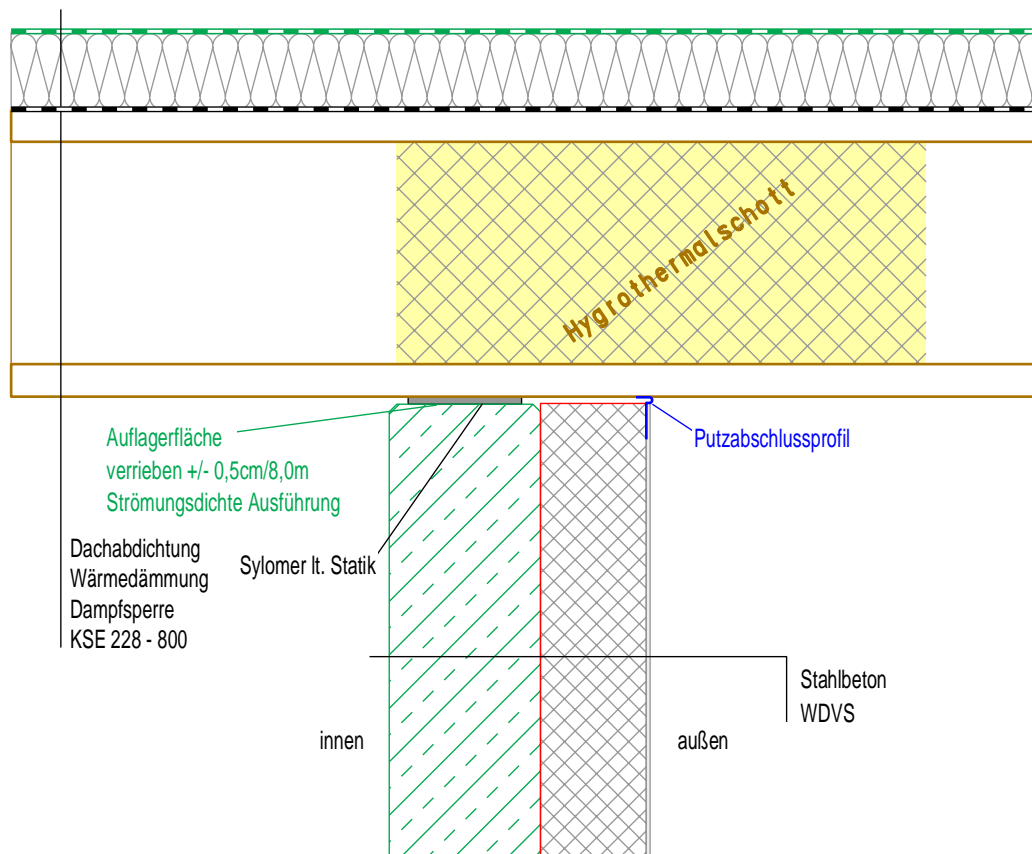 Hygrothermalschott
Auflagerfläche
verrieben +/- 0,5cm/8,0m
Strömungsdichte Ausführung
Putzabschlussprofil
Dachabdichtung
Wärmedämmung
Dampfsperre
KSE 228 - 800
Sylomer lt. Statik
Stahlbeton
WDVS
innen
außen